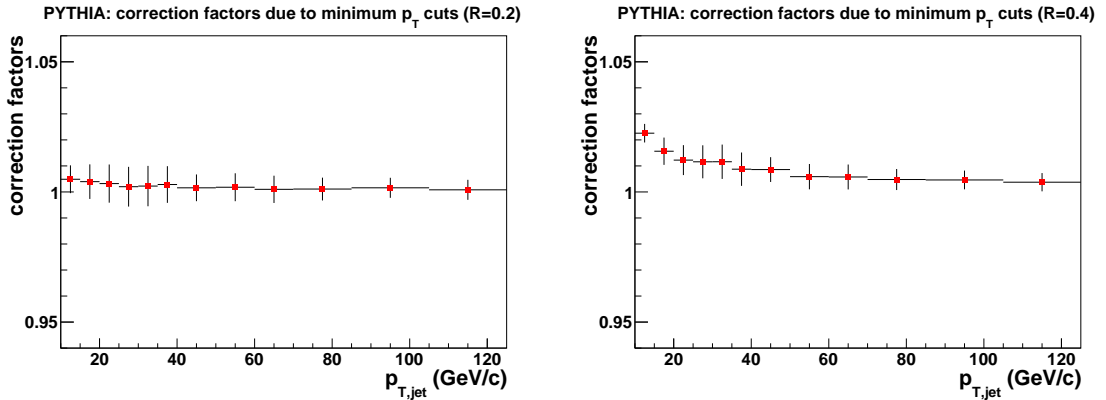 PYTHIA: correction factors due to minimum p_T cuts (R=0.2)
correction factors
1.05
1
0.95
20 40 60 80 100 120
p_T,jet (GeV/c)
PYTHIA: correction factors due to minimum p_T cuts (R=0.4)
correction factors
1.05
1
0.95
20 40 60 80 100 120
p_T,jet (GeV/c)